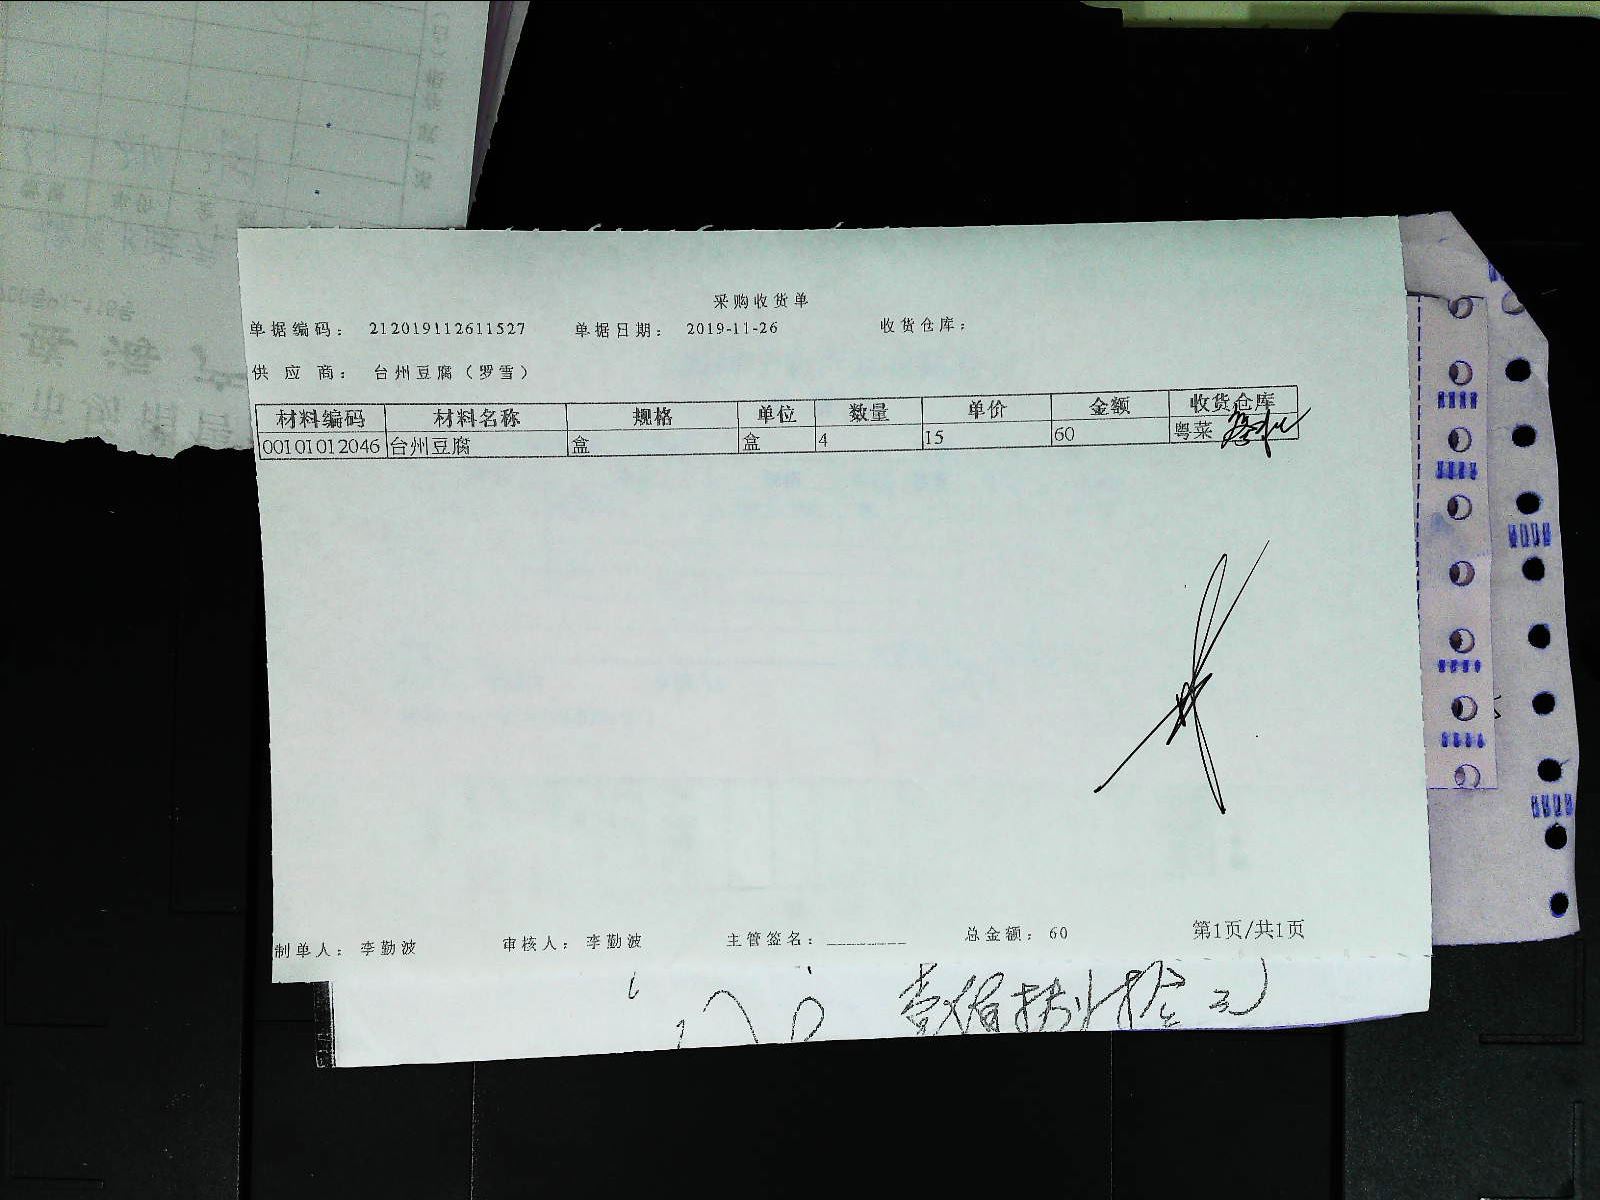 采购收货单
单据编码： 212019112611527 单据日期： 2019-11-26 收货仓库：
供应商： 台州豆腐（罗雪）
材料编码 材料名称 规格 单位 数量 单价 金额 收货仓库
00101012046 台州豆腐 盒 盒 4 15 60 粤菜
制单人： 李勤波 审核人： 李勤波 主管签名： 总金额： 60 第1页/共1页